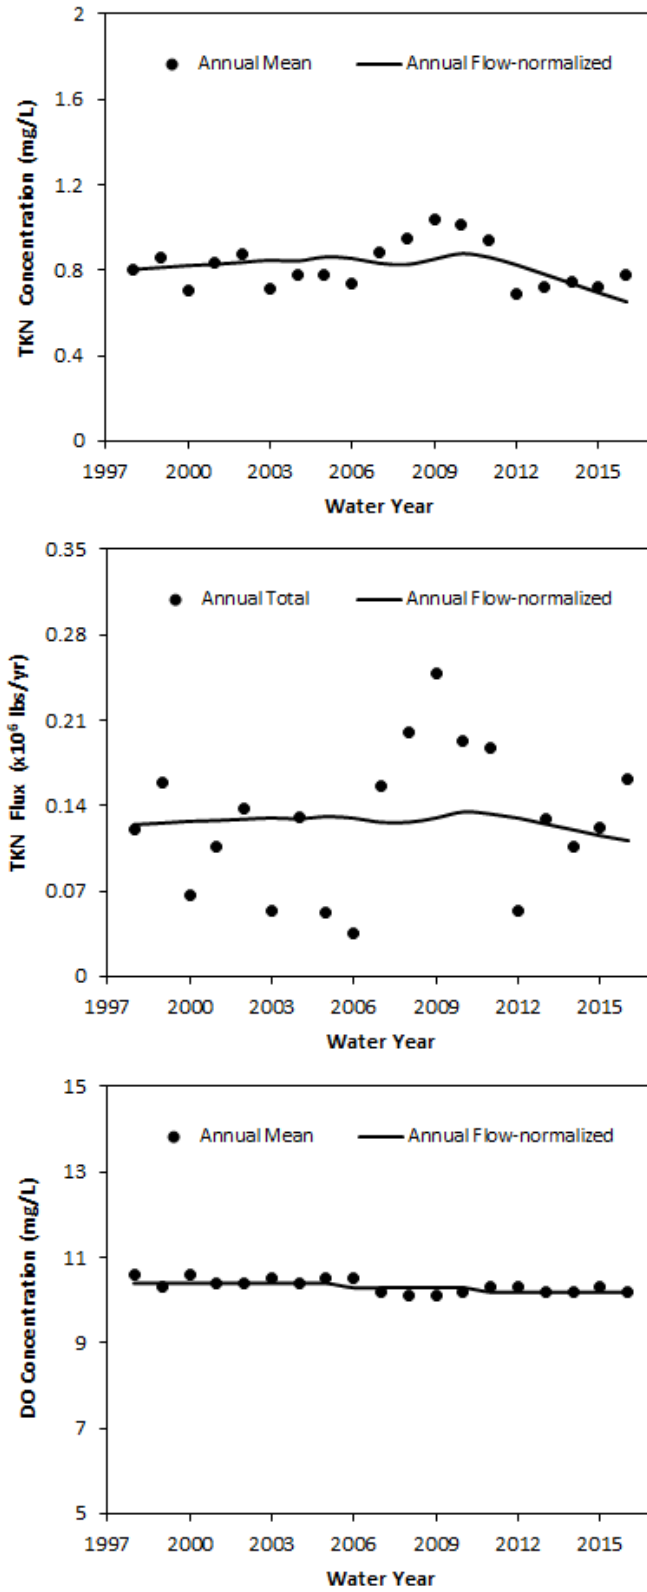 2
1.6
1.2
0.8
0.4
0
TKN Concentration (mg/L)
Annual Mean
Annual Flow-normalized
1997 2000 2003 2006 2009 2012 2015
Water Year
0.35
0.28
0.21
0.14
0.07
0
TKN Flux (x10⁶ lbs/yr)
Annual Total
Annual Flow-normalized
1997 2000 2003 2006 2009 2012 2015
Water Year
15
13
11
9
7
5
DO Concentration (mg/L)
Annual Mean
Annual Flow-normalized
1997 2000 2003 2006 2009 2012 2015
Water Year